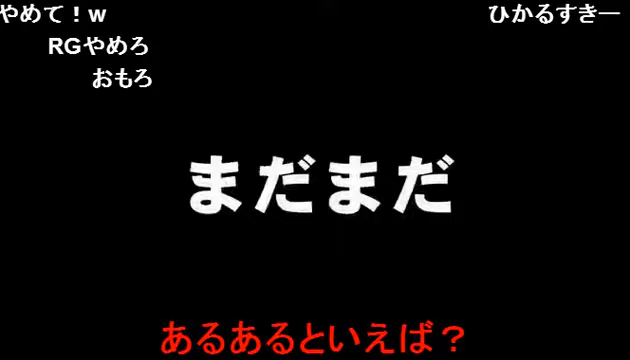 やめて！w
ひかるすきー
RGやめろ
おもろ
まだまだ
あるあるといえば？